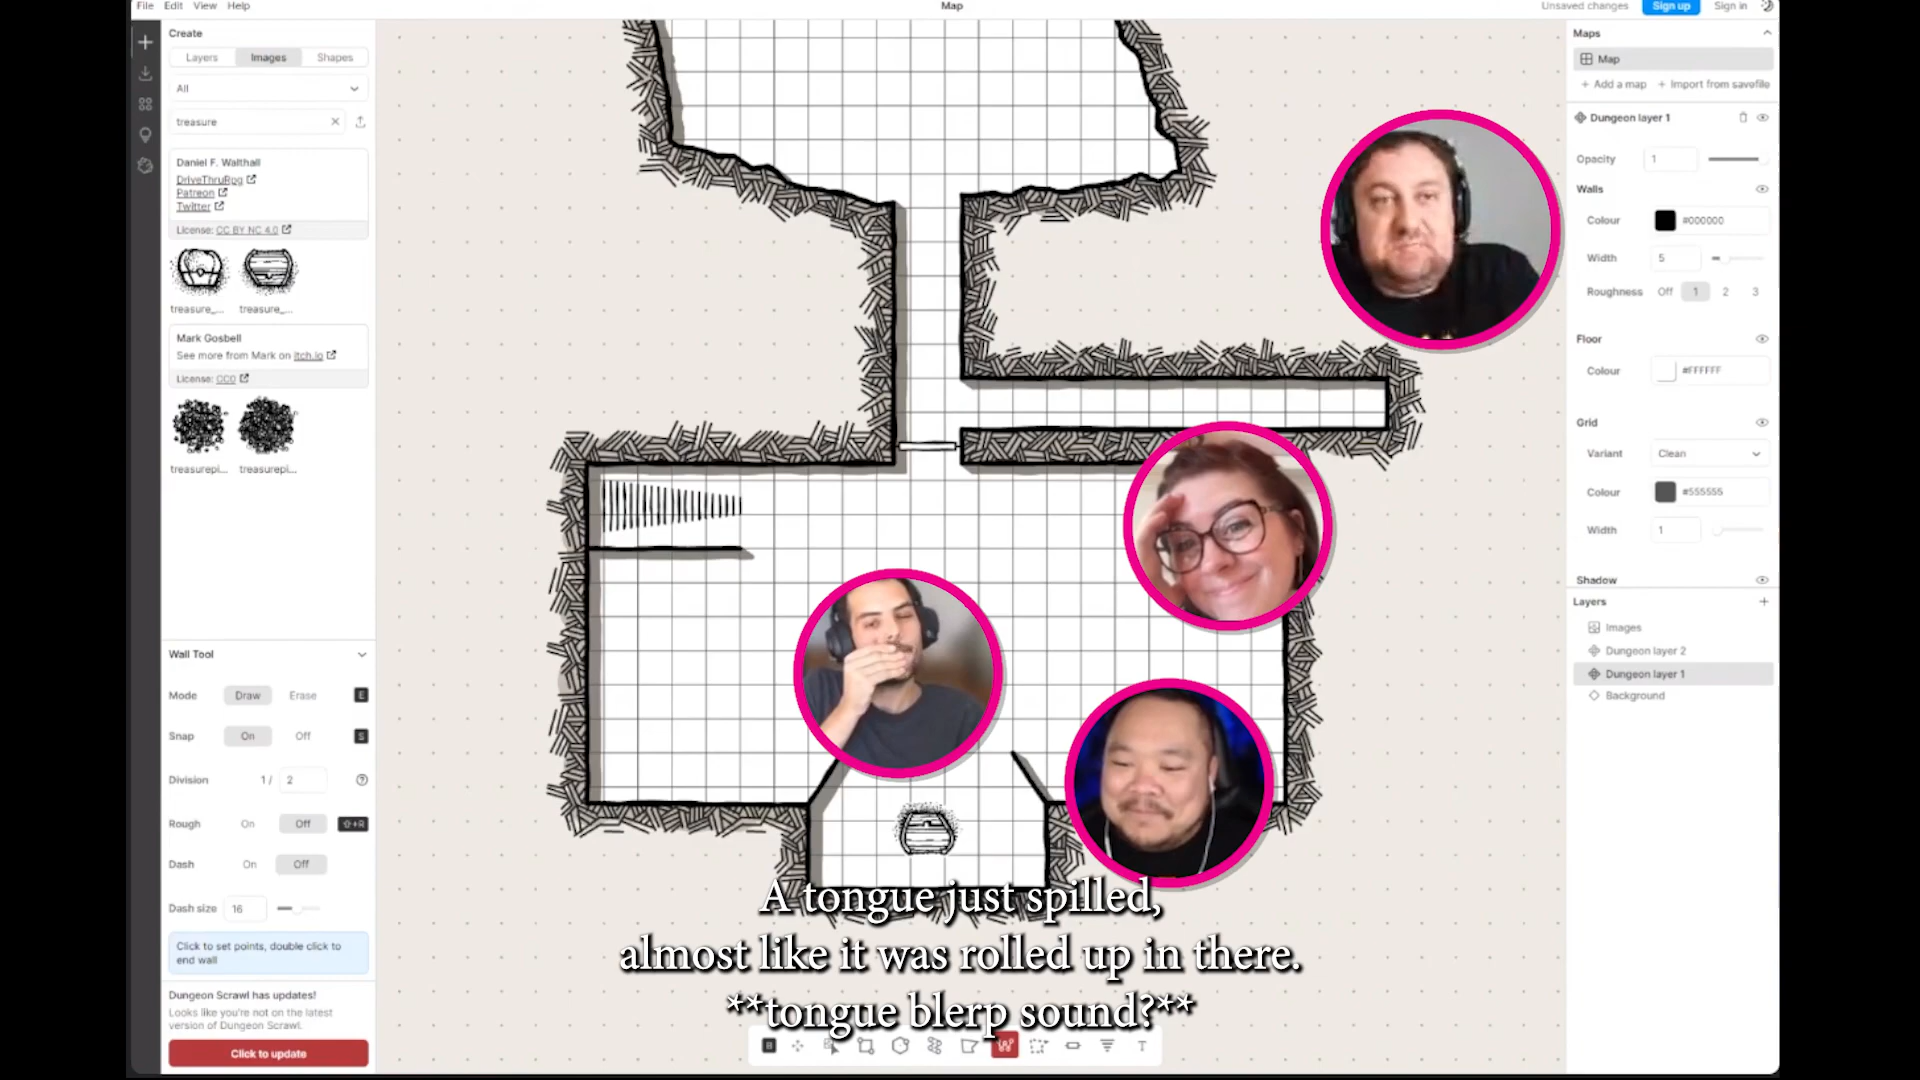 File Edit View Help
Map
Unsaved changes Sign up Sign in
Create
Layers Images Shapes
All
treasure
Daniel F. Walthall
DriveThruRpg
Patreon
Twitter
License: CC BY NC 4.0
treasure_... treasure_...
Mark Gosbell
See more from Mark on itch.io
License: CC0
treasurepi... treasurepi...
Wall Tool
Mode Draw Erase E
Snap On Off S
Division 1/ 2
Rough On Off ⇧+R
Dash On Off
Dash size 16
Click to set points, double click to
end wall
Dungeon Scrawl has updates!
Looks like you're not on the latest
version of Dungeon Scrawl.
Click to update
A tongue just spilled,
almost like it was rolled up in there.
**tongue blerp sound?**
T
Maps
Map
+ Add a map + Import from savefile
Dungeon layer 1
Opacity 1
Walls
Colour #000000
Width 5
Roughness Off 1 2 3
Floor
Colour #FFFFFF
Grid
Variant Clean
Colour #555555
Width 1
Shadow
Layers +
Images
Dungeon layer 2
Dungeon layer 1
Background